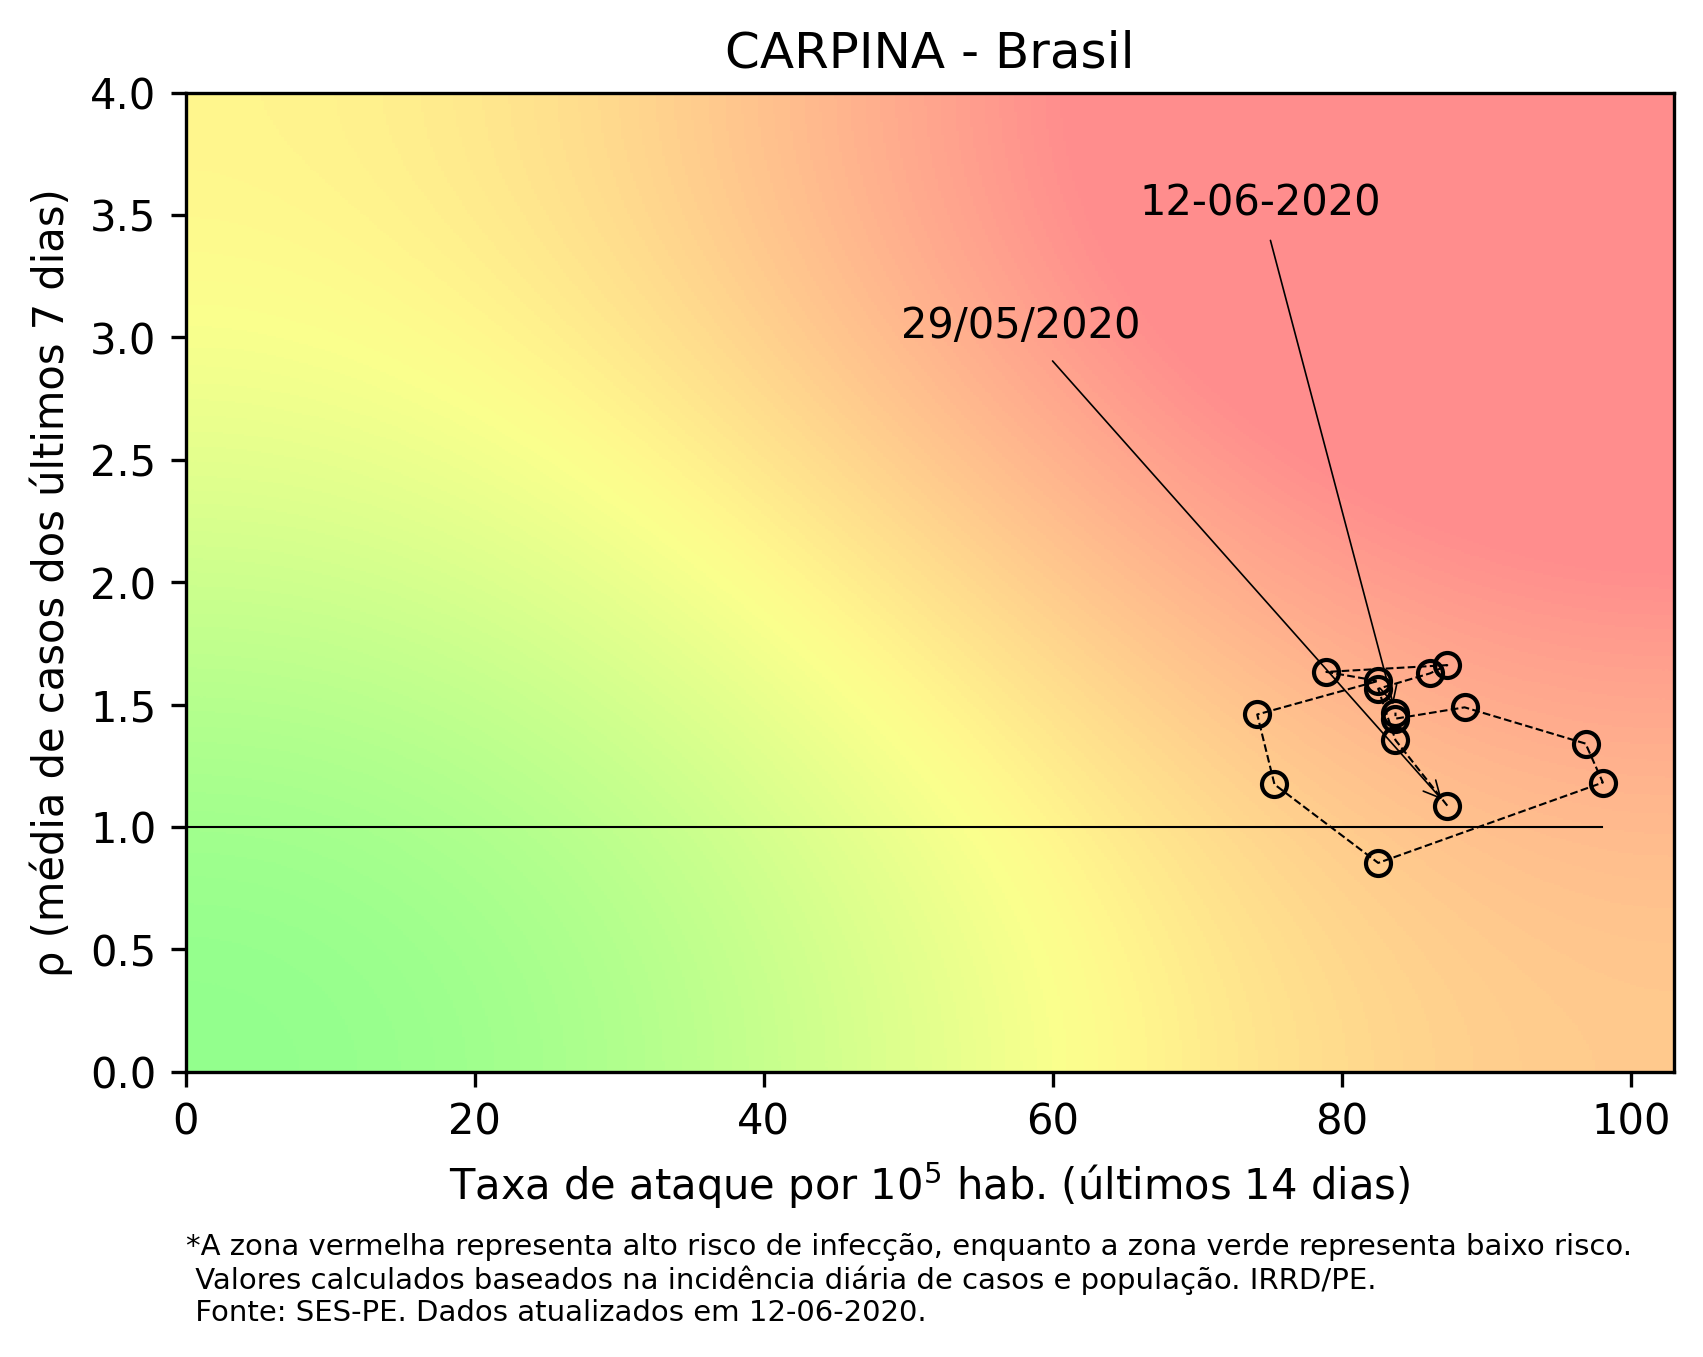 CARPINA - Brasil
4.0
3.5
3.0
2.5
2.0
1.5
1.0
0.5
0.0
ρ (média de casos dos últimos 7 dias)
12-06-2020
29/05/2020
0 20 40 60 80 100
Taxa de ataque por 10⁵ hab. (últimos 14 dias)
*A zona vermelha representa alto risco de infecção, enquanto a zona verde representa baixo risco.
Valores calculados baseados na incidência diária de casos e população. IRRD/PE.
Fonte: SES-PE. Dados atualizados em 12-06-2020.